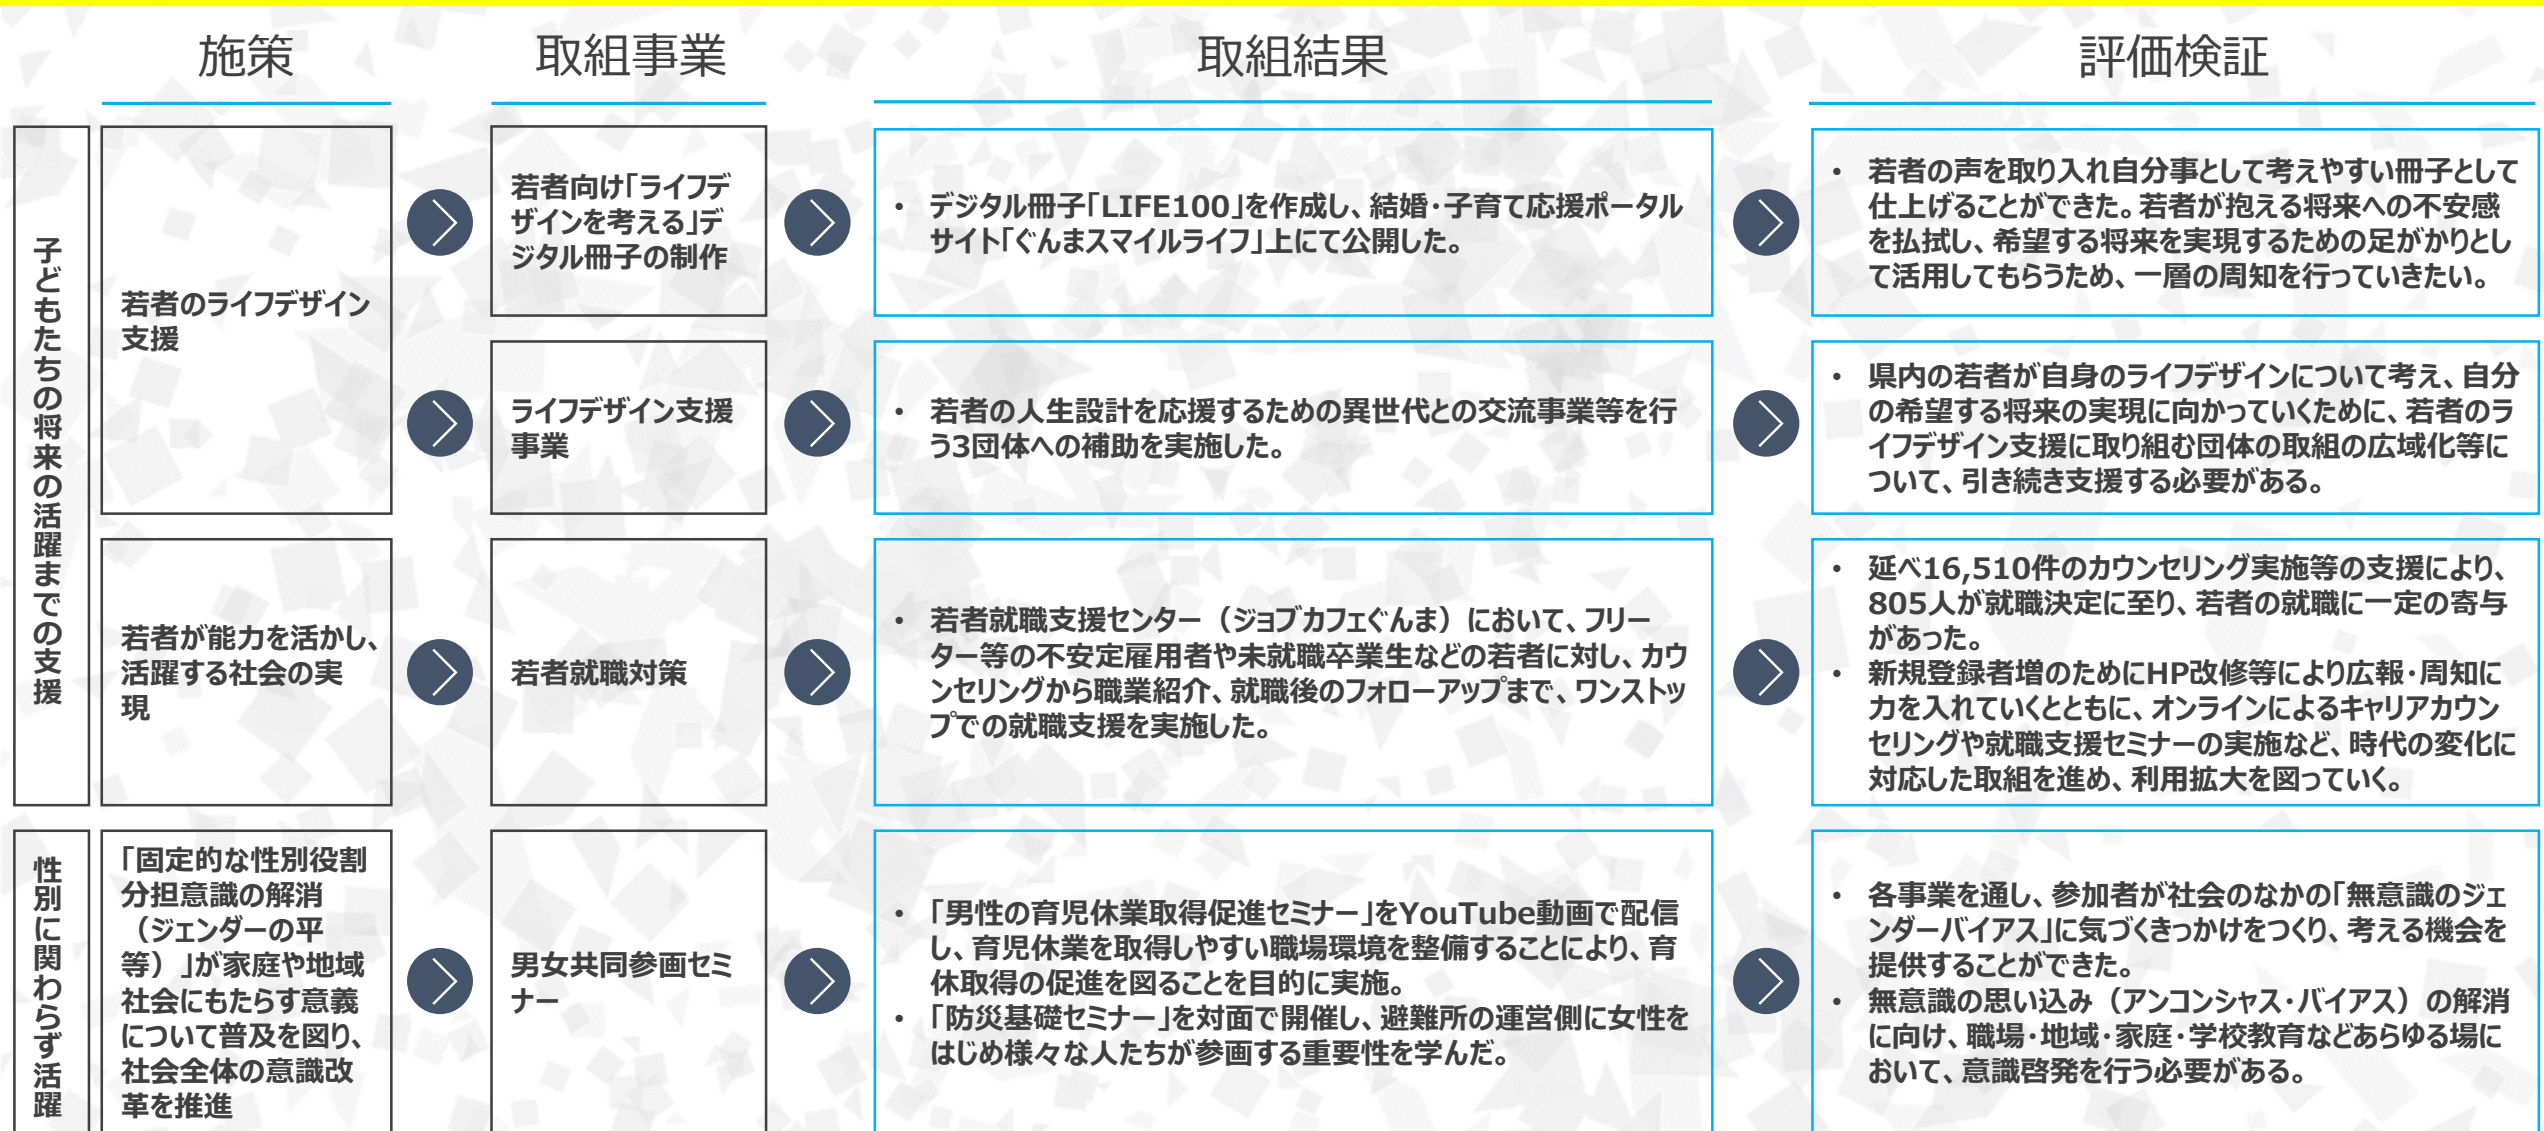 施策
取組事業
取組結果
評価検証
子どもたちの将来の活躍までの支援
若者のライフデザイン
支援
若者向け「ライフデ
ザインを考える」デ
ジタル冊子の制作
• デジタル冊子「LIFE100」を作成し、結婚・子育て応援ポータル
サイト「ぐんまスマイルライフ」上にて公開した。
• 若者の声を取り入れ自分事として考えやすい冊子として
仕上げることができた。若者が抱える将来への不安感
を払拭し、希望する将来を実現するための足がかりとし
て活用してもらうため、一層の周知を行っていきたい。
ライフデザイン支援
事業
• 若者の人生設計を応援するための異世代との交流事業等を行
う3団体への補助を実施した。
• 県内の若者が自身のライフデザインについて考え、自分
の希望する将来の実現に向かっていくために、若者のラ
イフデザイン支援に取り組む団体の取組の広域化等に
ついて、引き続き支援する必要がある。
若者が能力を活かし、
活躍する社会の実
現
若者就職対策
• 若者就職支援センター（ジョブカフェぐんま）において、フリー
ター等の不安定雇用者や未就職卒業生などの若者に対し、カウ
ンセリングから職業紹介、就職後のフォローアップまで、ワンストッ
プでの就職支援を実施した。
• 延べ16,510件のカウンセリング実施等の支援により、
805人が就職決定に至り、若者の就職に一定の寄与
があった。
• 新規登録者増のためにHP改修等により広報・周知に
力を入れていくとともに、オンラインによるキャリアカウン
セリングや就職支援セミナーの実施など、時代の変化に
対応した取組を進め、利用拡大を図っていく。
性別に関わらず活躍
「固定的な性別役割
分担意識の解消
（ジェンダーの平
等）」が家庭や地域
社会にもたらす意義
について普及を図り、
社会全体の意識改
革を推進
男女共同参画セミ
ナー
• 「男性の育児休業取得促進セミナー」をYouTube動画で配信
し、育児休業を取得しやすい職場環境を整備することにより、育
休取得の促進を図ることを目的に実施。
• 「防災基礎セミナー」を対面で開催し、避難所の運営側に女性を
はじめ様々な人たちが参画する重要性を学んだ。
• 各事業を通し、参加者が社会のなかの「無意識のジェ
ンダーバイアス」に気づくきっかけをつくり、考える機会を
提供することができた。
• 無意識の思い込み（アンコンシャス・バイアス）の解消
に向け、職場・地域・家庭・学校教育などあらゆる場に
おいて、意識啓発を行う必要がある。